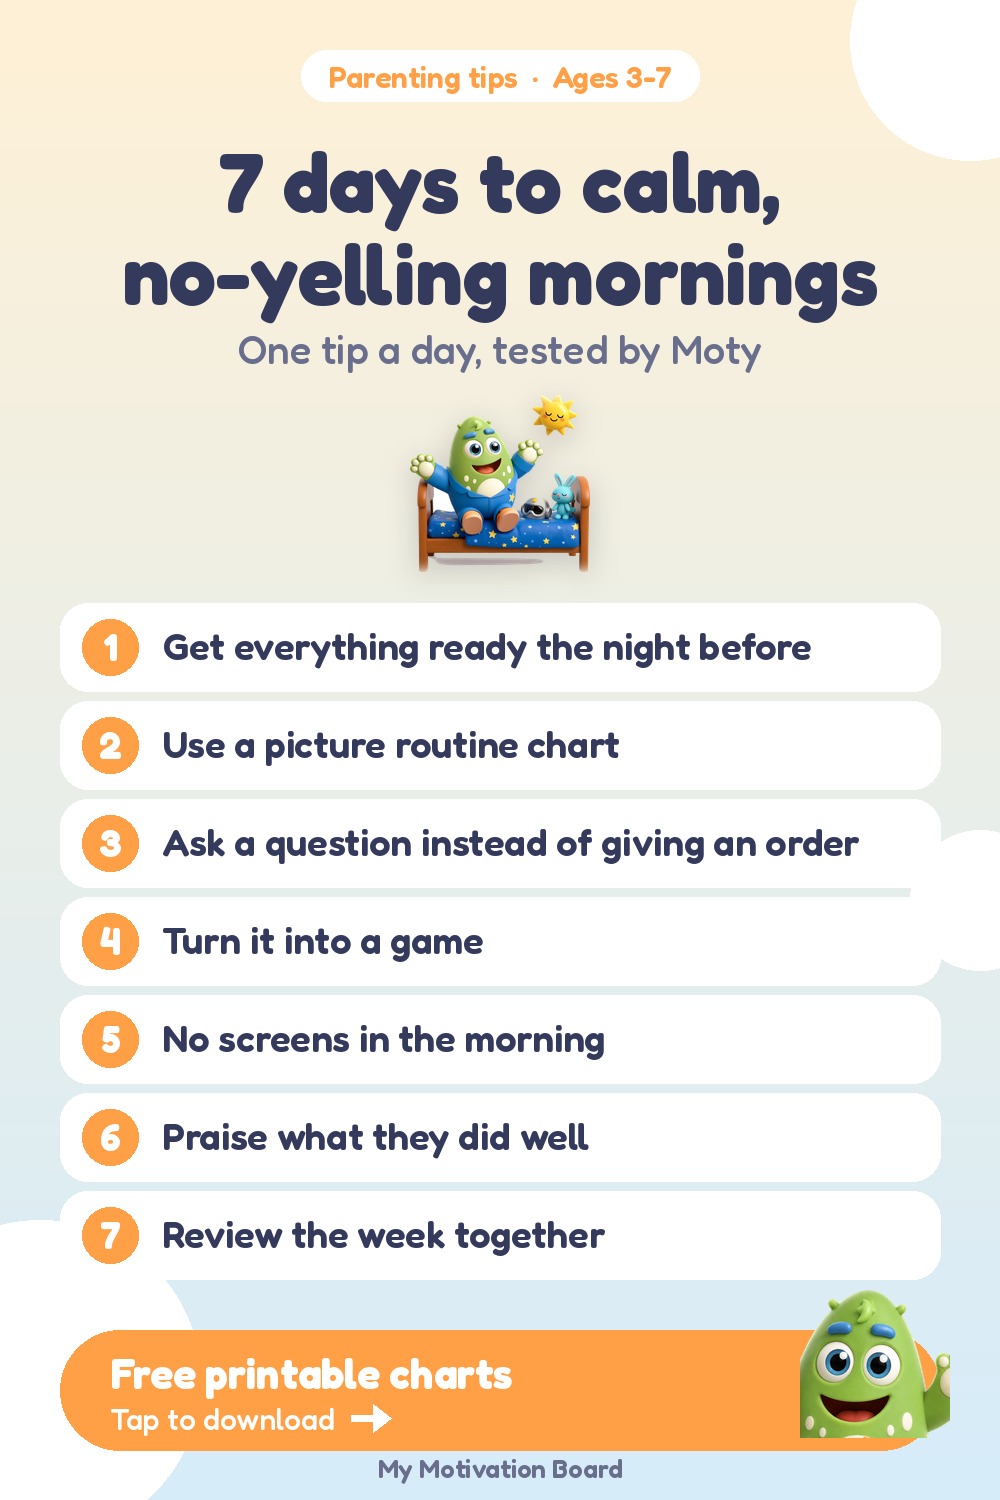 Parenting tips · Ages 3-7
7 days to calm,
no-yelling mornings
One tip a day, tested by Moty
1 Get everything ready the night before
2 Use a picture routine chart
3 Ask a question instead of giving an order
4 Turn it into a game
5 No screens in the morning
6 Praise what they did well
7 Review the week together
Free printable charts
Tap to download
My Motivation Board